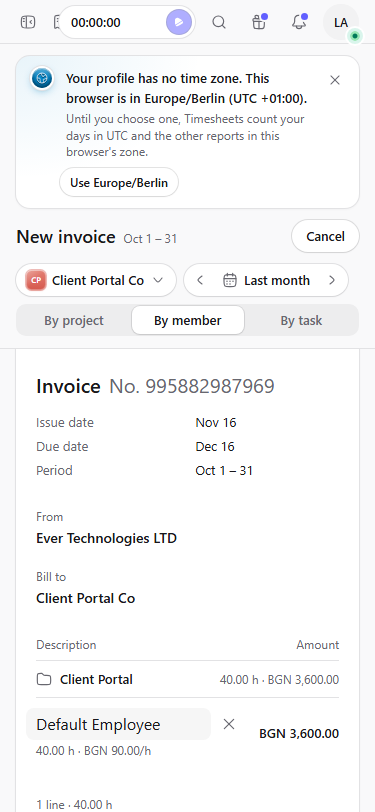 00:00:00
LA
Your profile has no time zone. This
browser is in Europe/Berlin (UTC +01:00).
Until you choose one, Timesheets count your
days in UTC and the other reports in this
browser's zone.
Use Europe/Berlin
New invoice Oct 1 – 31
Cancel
CP Client Portal Co
Last month
By project By member By task
Invoice No. 995882987969
Issue date Nov 16
Due date Dec 16
Period Oct 1 – 31
From
Ever Technologies LTD
Bill to
Client Portal Co
Description Amount
Client Portal 40.00 h · BGN 3,600.00
Default Employee BGN 3,600.00
40.00 h · BGN 90.00/h
1 line · 40.00 h